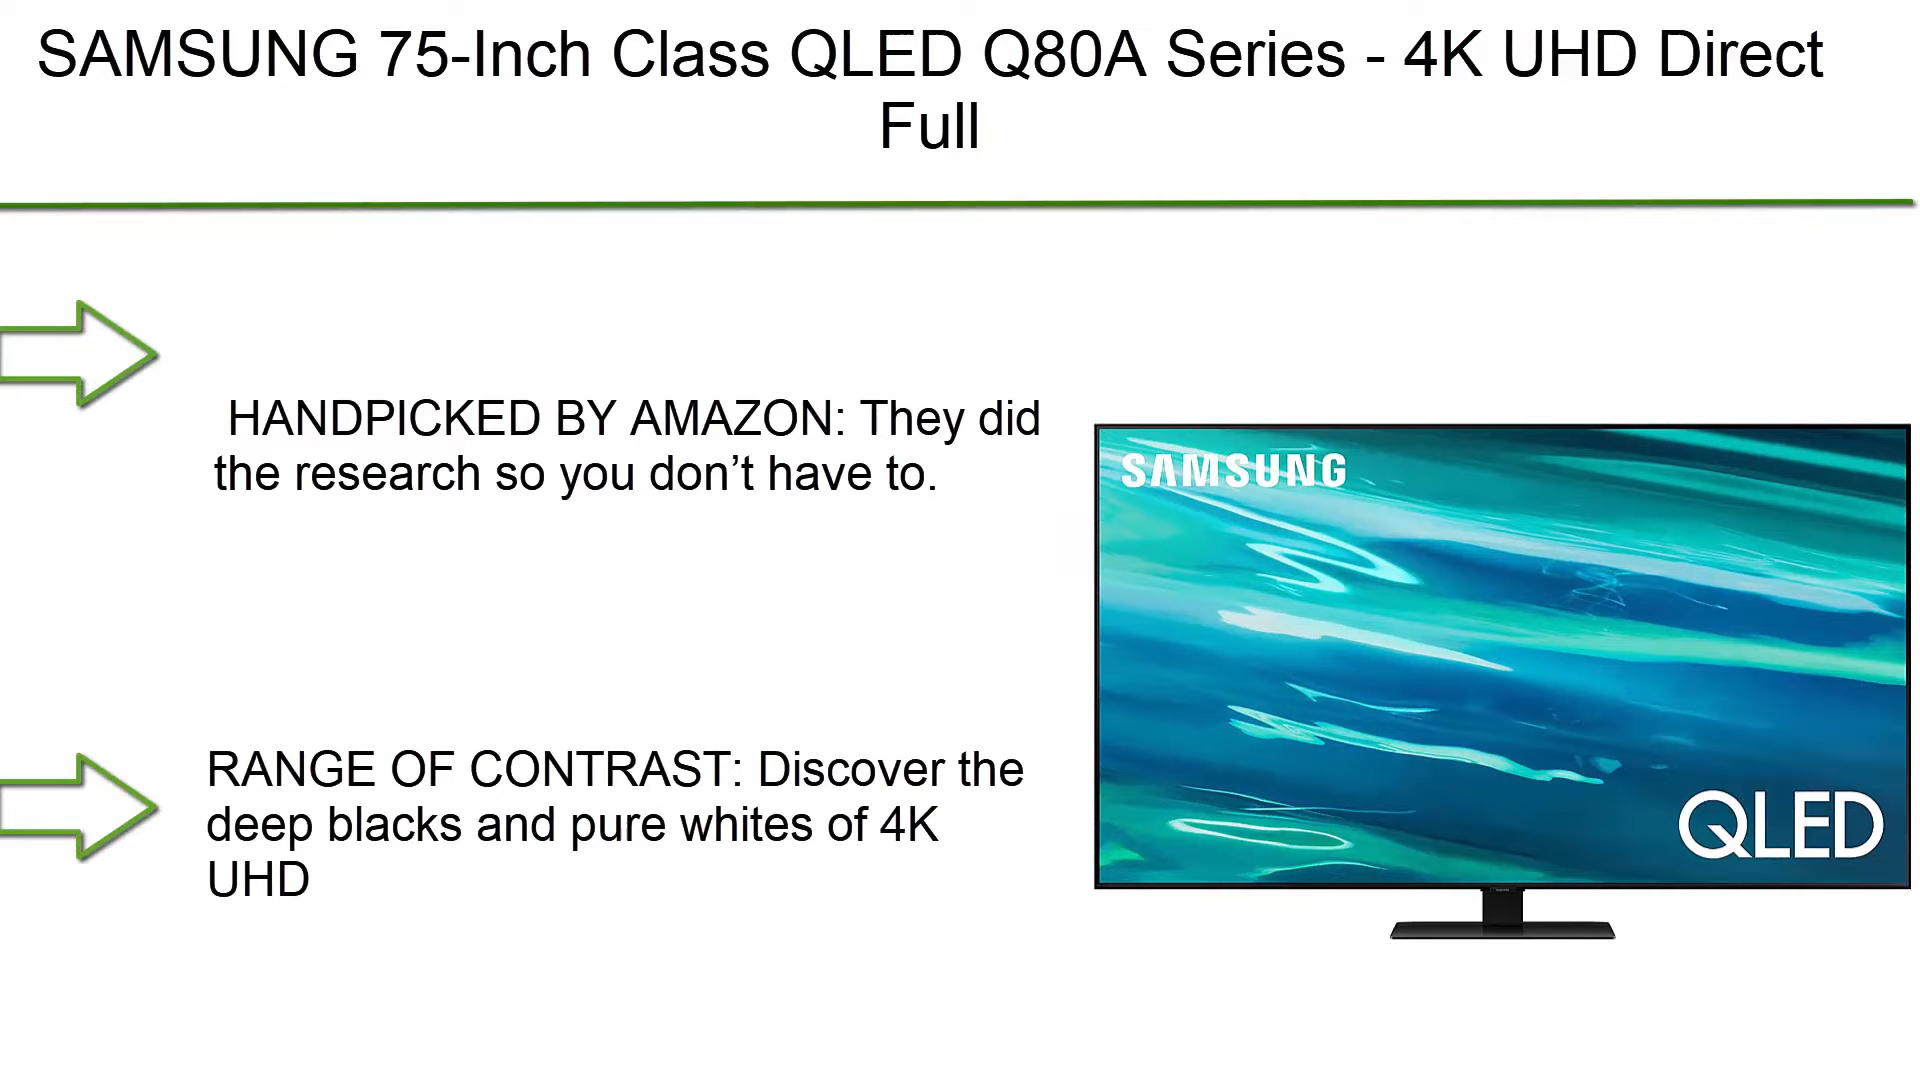 SAMSUNG 75-Inch Class QLED Q80A Series - 4K UHD Direct
Full
HANDPICKED BY AMAZON: They did
the research so you don’t have to.
SAMSUNG
QLED
RANGE OF CONTRAST: Discover the
deep blacks and pure whites of 4K
UHD